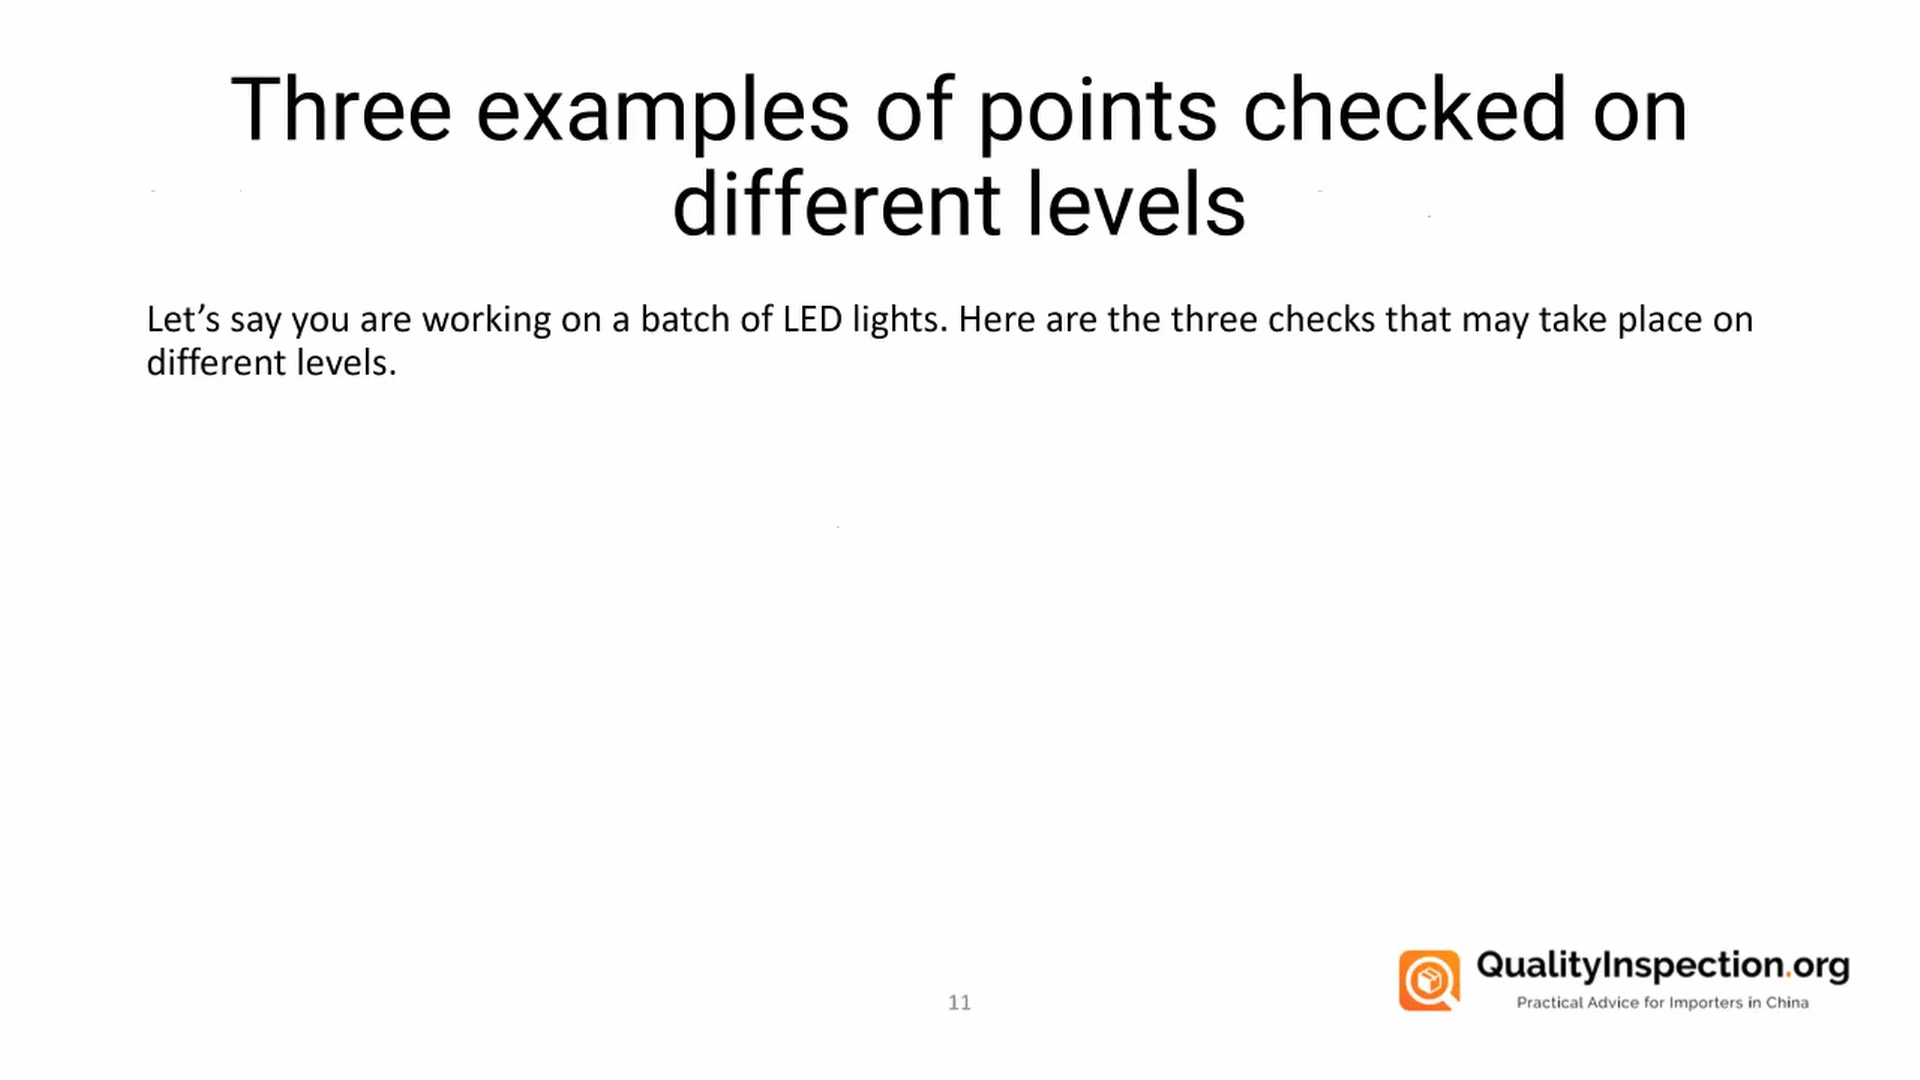 Three examples of points checked on
different levels
Let’s say you are working on a batch of LED lights. Here are the three checks that may take place on
different levels.
11
QualityInspection.org
Practical Advice for Importers in China